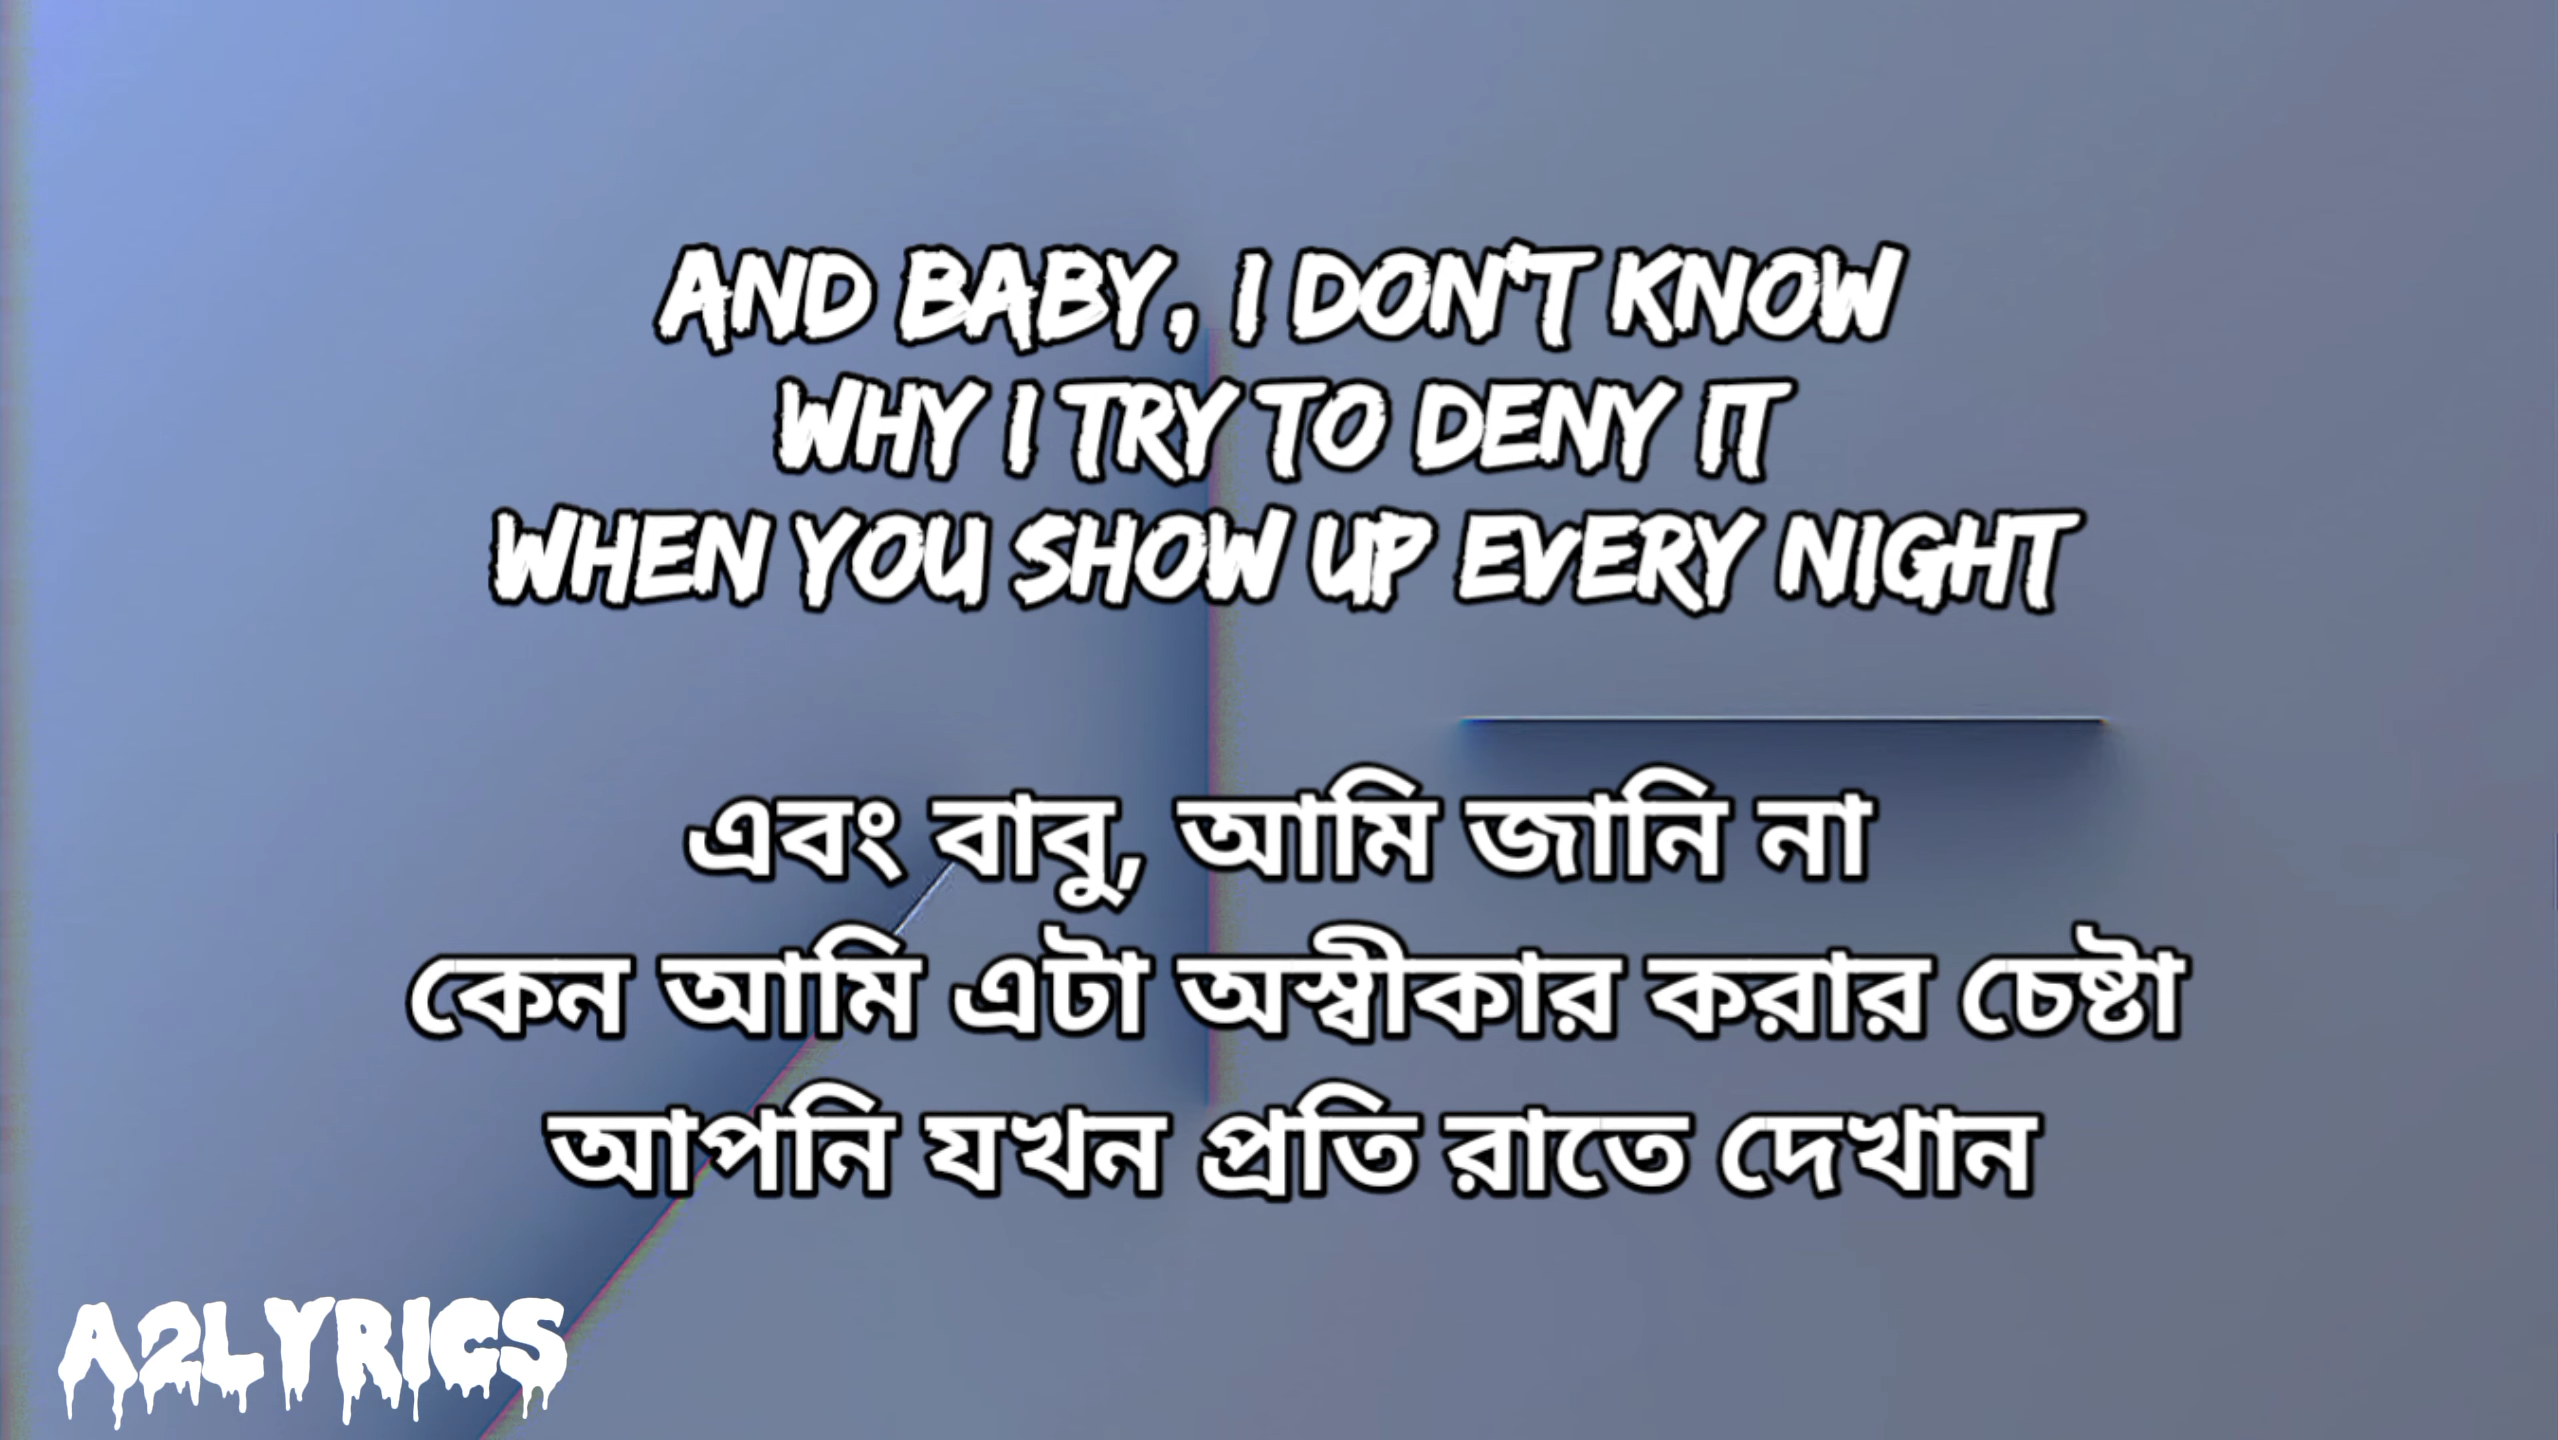 AND BABY, I DON'T KNOW
WHY I TRY TO DENY IT
WHEN YOU SHOW UP EVERY NIGHT
এবং বাবু, আমি জানি না
কেন আমি এটা অস্বীকার করার চেষ্টা
আপনি যখন প্রতি রাতে দেখান
A2LYRICS